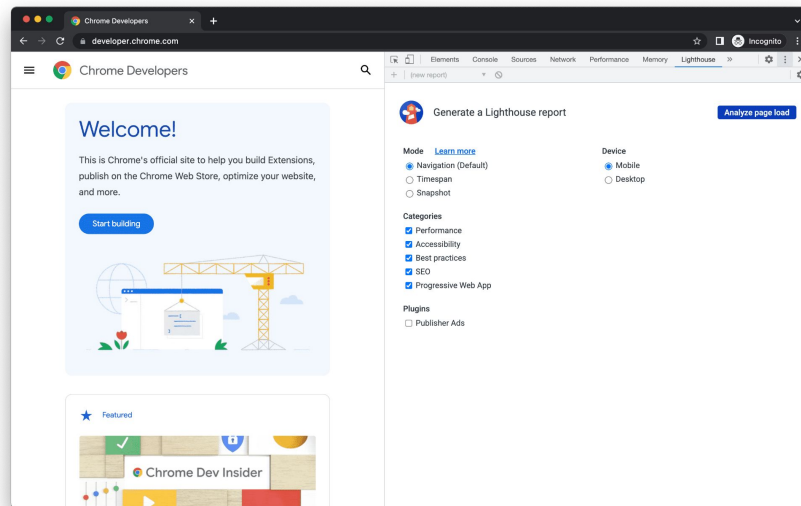 Chrome Developers
developer.chrome.com
Incognito
Chrome Developers
Welcome!
This is Chrome's official site to help you build Extensions,
publish on the Chrome Web Store, optimize your website,
and more.
Start building
Featured
Chrome Dev Insider
Elements Console Sources Network Performance Memory Lighthouse
(new report)
Generate a Lighthouse report
Analyze page load
Mode Learn more
Navigation (Default)
Timespan
Snapshot
Device
Mobile
Desktop
Categories
Performance
Accessibility
Best practices
SEO
Progressive Web App
Plugins
Publisher Ads